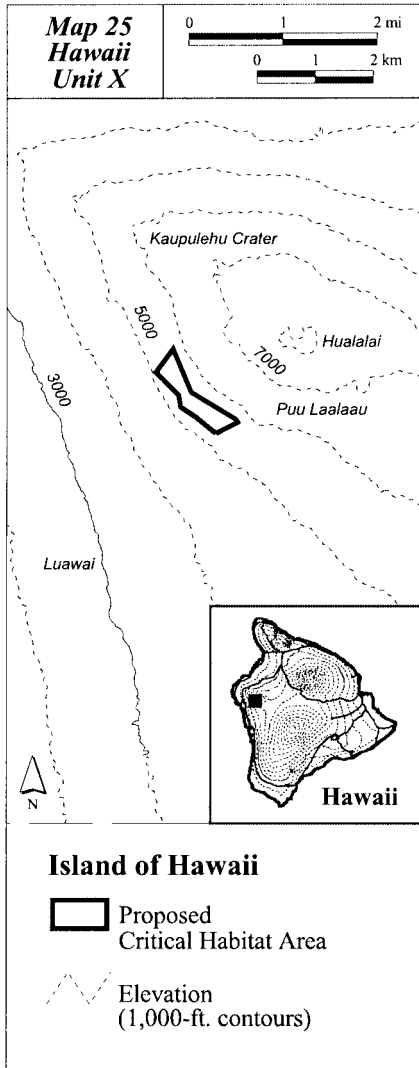 Map 25
Hawaii
Unit X
0 1 2 mi
0 1 2 km
Kaupulehu Crater
5000
Hualalai
7000
3000
Puu Laalaau
Luawai
N
Hawaii
Island of Hawaii
Proposed
Critical Habitat Area
Elevation
(1,000-ft. contours)